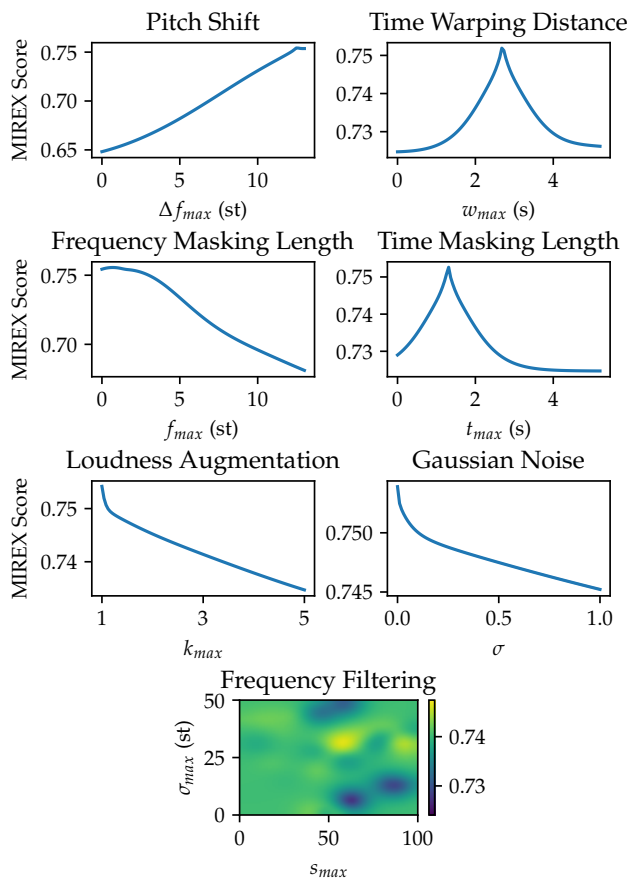 Pitch Shift
Time Warping Distance
MIREX Score
0.75
0.70
0.65
0
5
10
Δf_max (st)
0.75
0.74
0.73
0
2
4
w_max (s)
Frequency Masking Length
Time Masking Length
MIREX Score
0.75
0.70
0
5
10
f_max (st)
0.75
0.74
0.73
0
2
4
t_max (s)
Loudness Augmentation
Gaussian Noise
MIREX Score
0.75
0.74
1
3
5
k_max
0.750
0.745
0.0
0.5
1.0
σ
Frequency Filtering
σ_max (st)
50
25
0
0
50
100
s_max
0.74
0.73